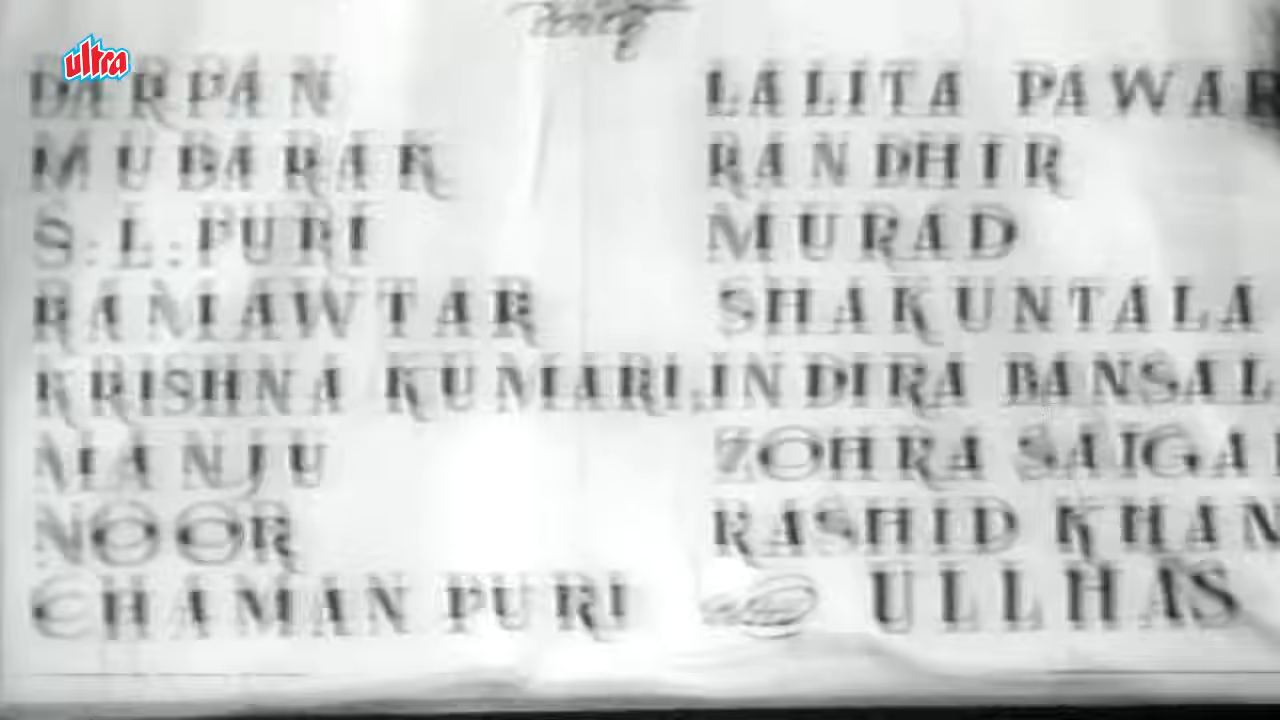 ultra
DARPAN
MUBARAK
S.L.PURI
RAMAWTAR
KRISHNA KUMARI,
MANJU
NOOR
CHAMAN PURI
LALITA PAWAR
RANDHIR
MURAD
SHAKUNTALA
INDIRA BANSAL
ZOHRA SAIGAL
RASHID KHAN
and ULLHAS